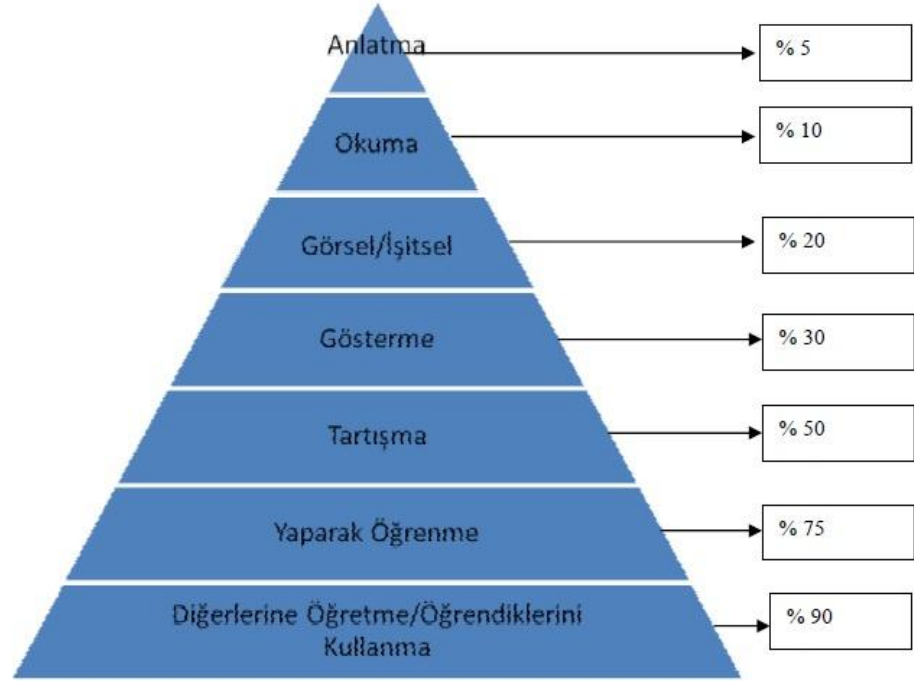 Anlatma
% 5
Okuma
% 10
Görsel/İşitsel
% 20
Gösterme
% 30
Tartışma
% 50
Yaparak Öğrenme
% 75
Diğerlerine Öğretme/Öğrendiklerini
Kullanma
% 90